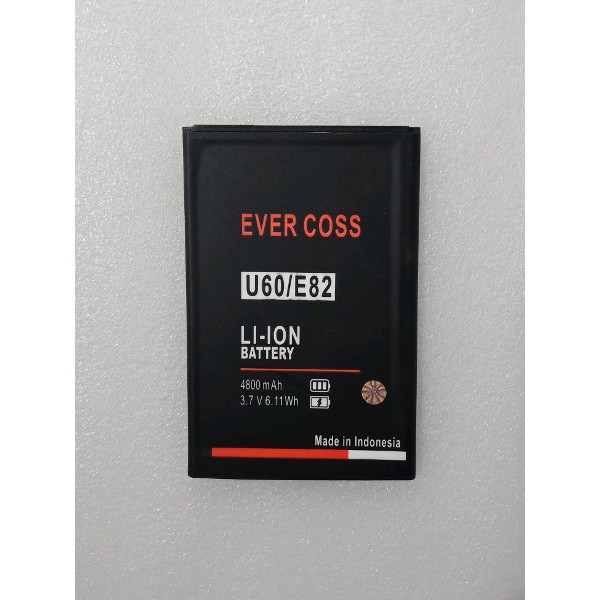 EVER COSS
U60/E82
LI-ION
BATTERY
4800 mAh
3.7 V 6.11Wh
Made in Indonesia